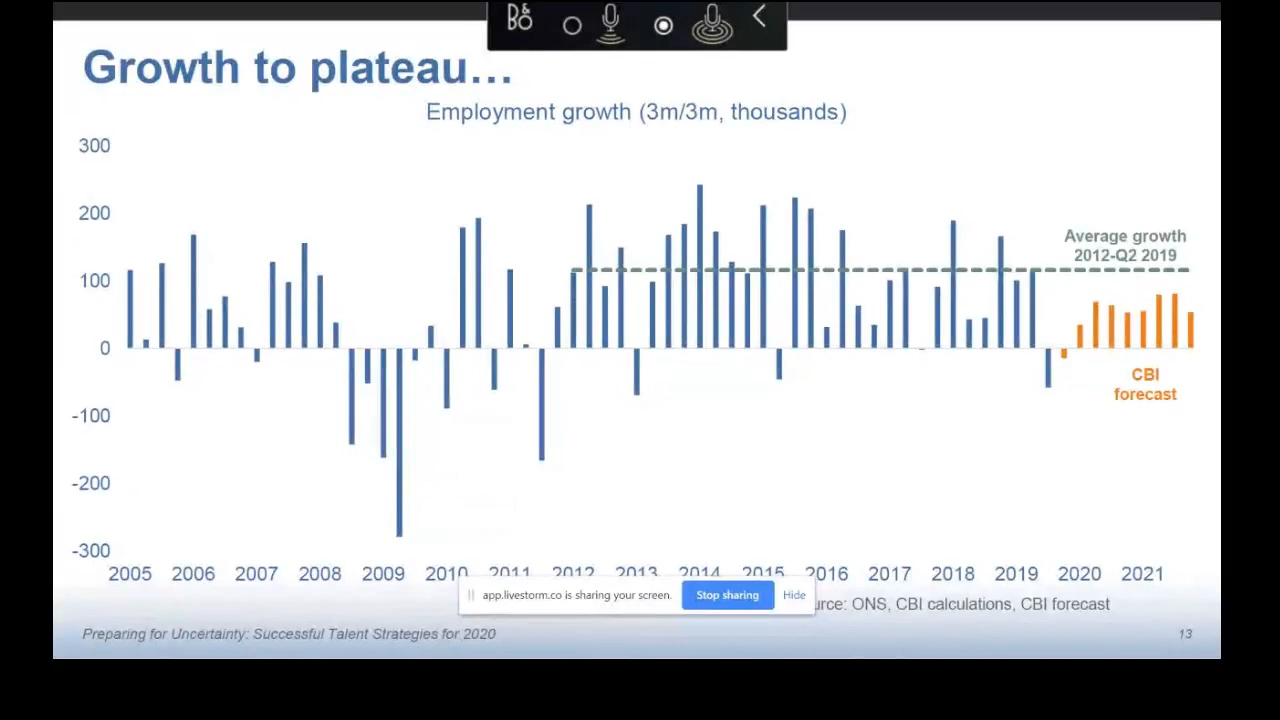 B&O
Growth to plateau...
Employment growth (3m/3m, thousands)
300
200
100
0
-100
-200
-300
Average growth
2012-Q2 2019
CBI
forecast
2005 2006 2007 2008 2009 2010 2011 2012 2013 2014 2015 2016 2017 2018 2019 2020 2021
app.livestorm.co is sharing your screen. Stop sharing Hide
ONS, CBI calculations, CBI forecast
Preparing for Uncertainty: Successful Talent Strategies for 2020
13